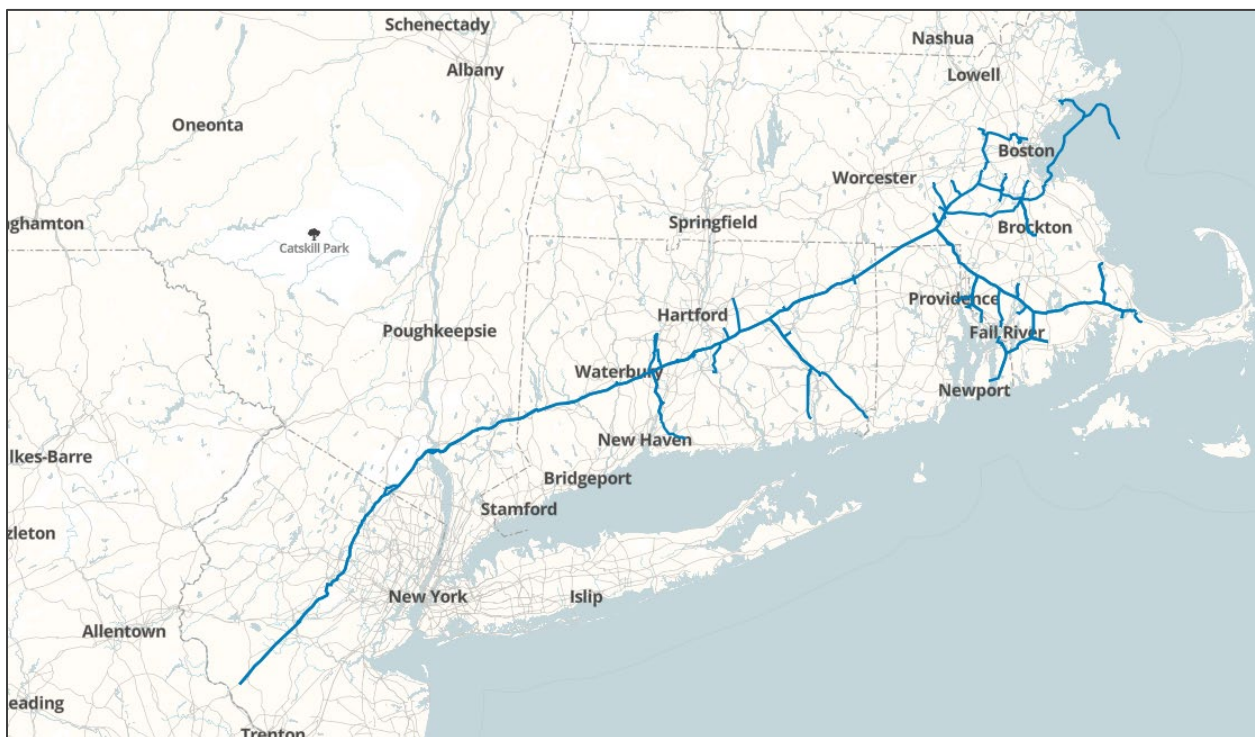 Schenectady
Nashua
Albany
Lowell
Oneonta
Boston
Worcester
Springfield
nghamton
Brockton
Catskill Park
Providence
Hartford
Poughkeepsie
Fall River
Waterbury
Newport
New Haven
lkes-Barre
Bridgeport
Stamford
zleton
New York
Islip
Allentown
eading
Trenton